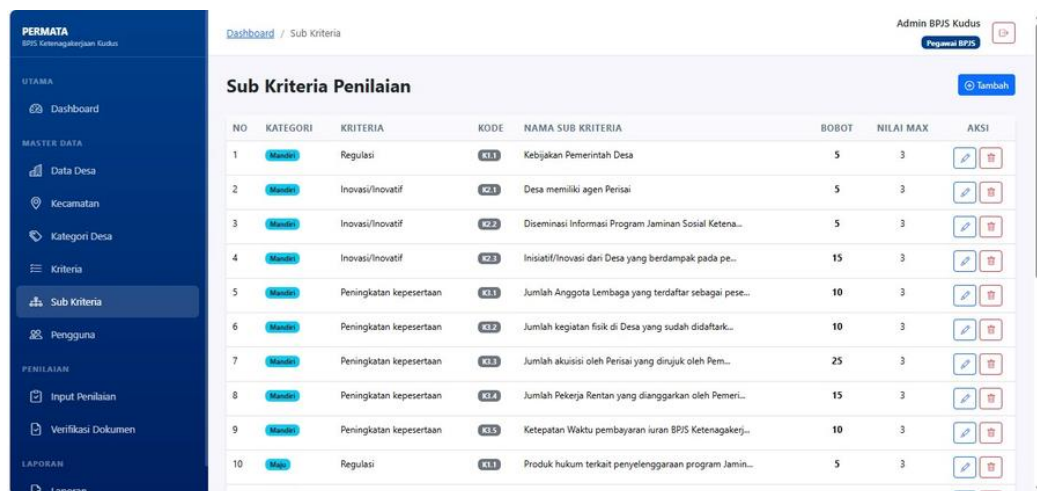 PERMATA
BPJS Ketenagakerjaan Kudus
Dashboard / Sub Kriteria
Admin BPJS Kudus
Pegawai BPJS
UTAMA
Dashboard
MASTER DATA
Data Desa
Kecamatan
Kategori Desa
Kriteria
Sub Kriteria
Pengguna
PENILAIAN
Input Penilaian
Verifikasi Dokumen
LAPORAN
Laporan
Sub Kriteria Penilaian
Tambah
NO KATEGORI KRITERIA KODE NAMA SUB KRITERIA BOBOT NILAI MAX AKSI
1 Mandiri Regulasi K1.1 Kebijakan Pemerintah Desa 5 3
2 Mandiri Inovasi/Inovatif K2.1 Desa memiliki agen Perisai 5 3
3 Mandiri Inovasi/Inovatif K2.2 Diseminasi Informasi Program Jaminan Sosial Ketena... 5 3
4 Mandiri Inovasi/Inovatif K2.3 Inisiatif/Inovasi dari Desa yang berdampak pada pe... 15 3
5 Mandiri Peningkatan kepesertaan K3.1 Jumlah Anggota Lembaga yang terdaftar sebagai pese... 10 3
6 Mandiri Peningkatan kepesertaan K3.2 Jumlah kegiatan fisik di Desa yang sudah didaftark... 10 3
7 Mandiri Peningkatan kepesertaan K3.3 Jumlah akuisisi oleh Perisai yang dirujuk oleh Pem... 25 3
8 Mandiri Peningkatan kepesertaan K3.4 Jumlah Pekerja Rentan yang dianggarkan oleh Pemeri... 15 3
9 Mandiri Peningkatan kepesertaan K3.5 Ketepatan Waktu pembayaran iuran BPJS Ketenagakerj... 10 3
10 Maju Regulasi K1.1 Produk hukum terkait penyelenggaraan program Jamin... 5 3